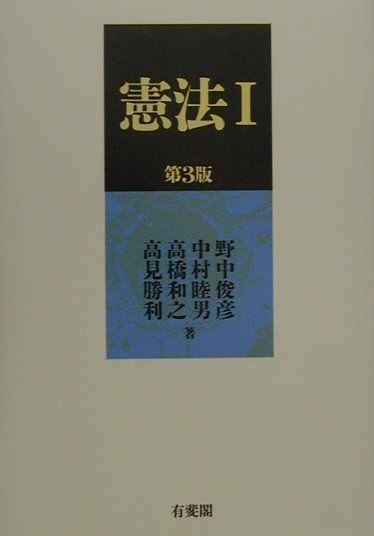 憲法Ⅰ
第3版
野中俊彦
中村睦男
高橋和之
高見勝利
著
有斐閣